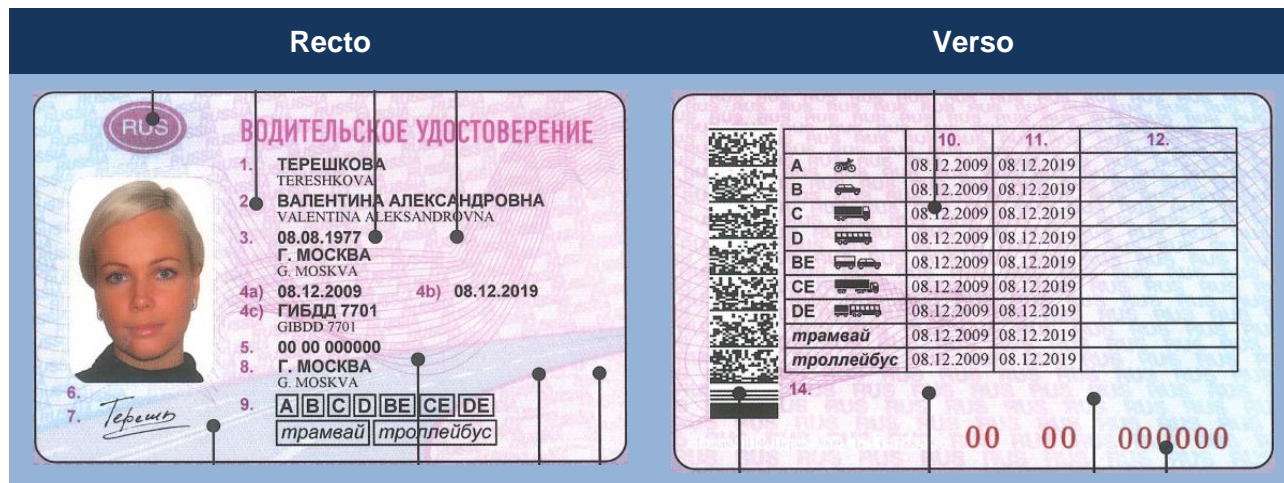 Recto
Verso
RUS
ВОДИТЕЛЬСКОЕ УДОСТОВЕРЕНИЕ
1. ТЕРЕШКОВА
TERESHKOVA
2. ВАЛЕНТИНА АЛЕКСАНДРОВНА
VALENTINA ALEKSANDROVNA
3. 08.08.1977
Г. МОСКВА
G. MOSKVA
4a) 08.12.2009 4b) 08.12.2019
4c) ГИБДД 7701
GIBDD 7701
5. 00 00 000000
8. Г. МОСКВА
G. MOSKVA
6.
7. Терешк
9. A B C D BE CE DE
трамвай троллейбус
10. 11. 12.
A 08.12.2009 08.12.2019
B 08.12.2009 08.12.2019
C 08.12.2009 08.12.2019
D 08.12.2009 08.12.2019
BE 08.12.2009 08.12.2019
CE 08.12.2009 08.12.2019
DE 08.12.2009 08.12.2019
трамвай 08.12.2009 08.12.2019
троллейбус 08.12.2009 08.12.2019
14.
00 00 000000